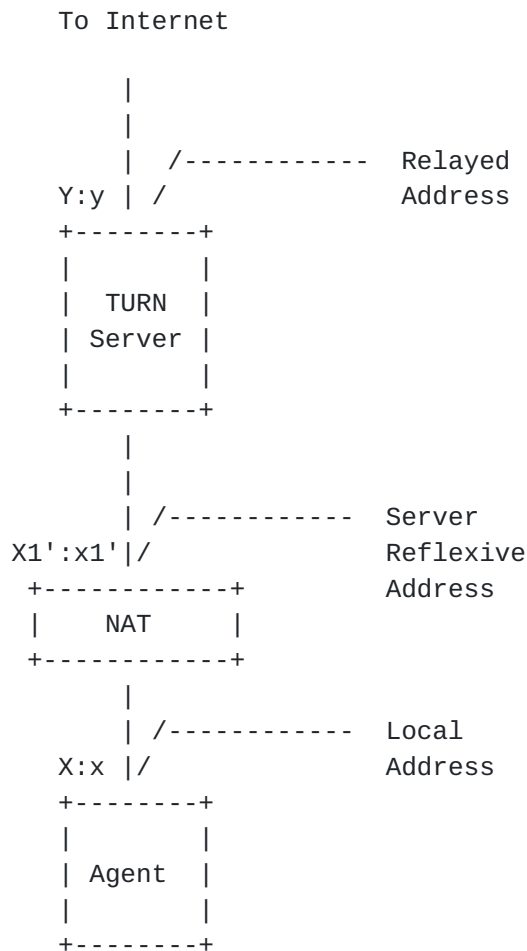 To Internet
|
|
| /------------ Relayed
Y:y | / Address
+--------+
| |
| TURN |
| Server |
| |
+--------+
|
|
| /------------ Server
X1':x1'|/ Reflexive
+------------+ Address
| NAT |
+------------+
|
| /------------ Local
X:x |/ Address
+--------+
| |
| Agent |
| |
+--------+